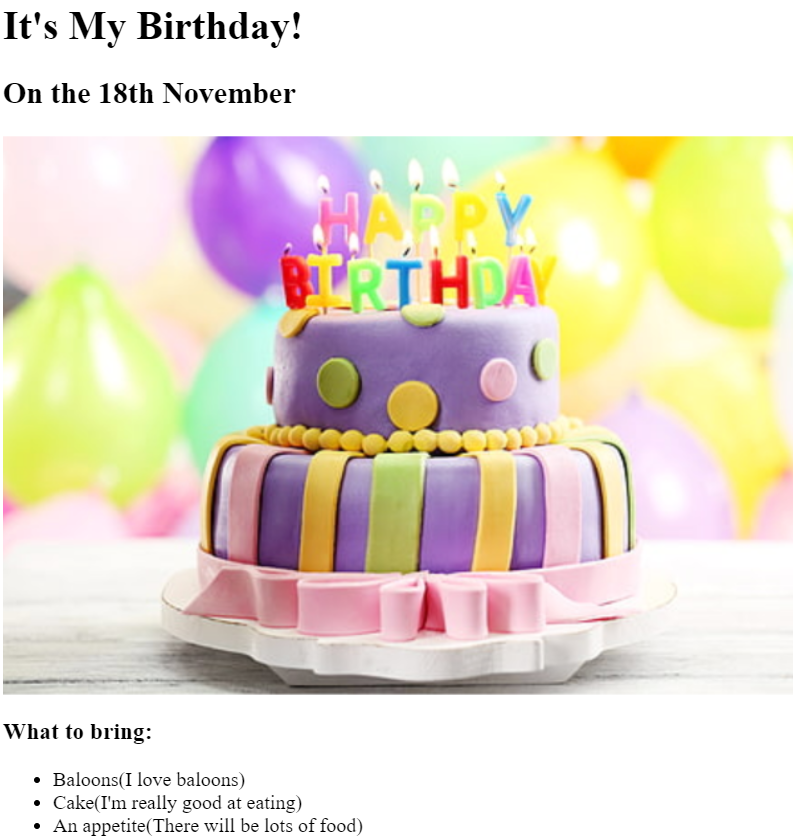 It's My Birthday!
On the 18th November
HAPPY
BIRTHDAY
What to bring:
Baloons(I love baloons)
Cake(I'm really good at eating)
An appetite(There will be lots of food)